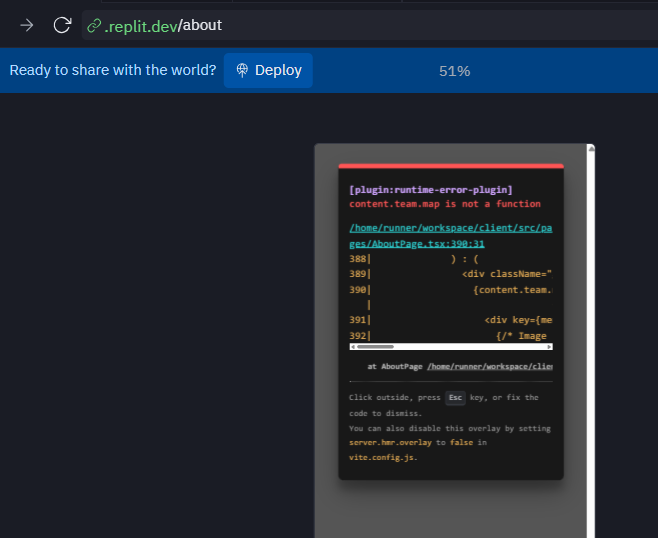 .replit.dev/about
Ready to share with the world? Deploy 51%
[plugin:runtime-error-plugin]
content.team.map is not a function
/home/runner/workspace/client/src/pa
ges/AboutPage.tsx:390:31
388| ) : (
389| <div className="
390| {content.team.
|
391| <div key={me
392| {/* Image
at AboutPage /home/runner/workspace/clien
Click outside, press Esc key, or fix the
code to dismiss.
You can also disable this overlay by setting
server.hmr.overlay to false in
vite.config.js.